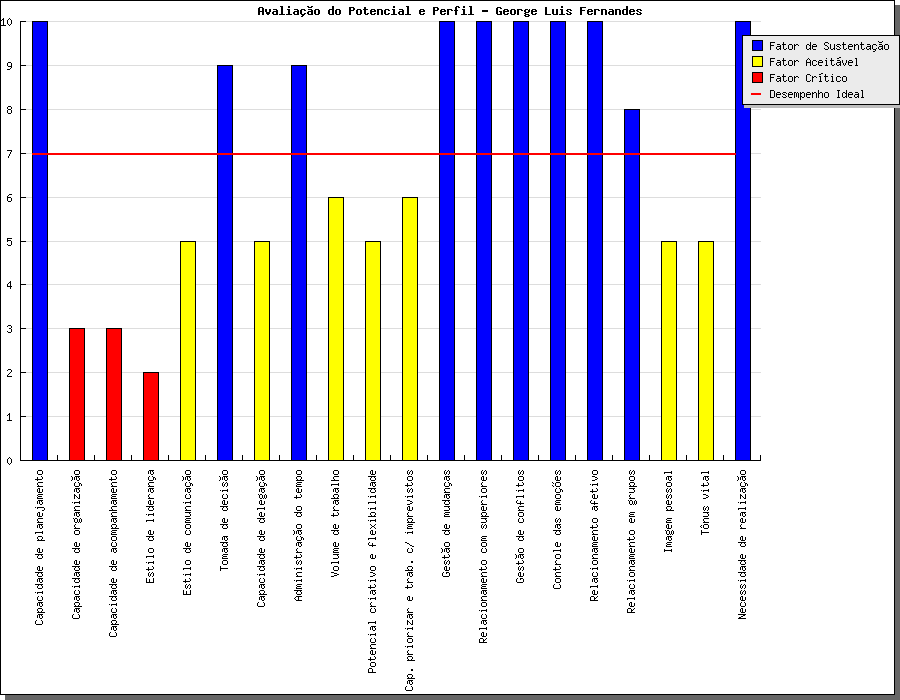 Avaliação do Potencial e Perfil - George Luis Fernandes
10
9
8
7
6
5
4
3
2
1
0
Fator de Sustentação
Fator Aceitável
Fator Crítico
Desempenho Ideal
Capacidade de planejamento
Capacidade de organização
Capacidade de acompanhamento
Estilo de liderança
Estilo de comunicação
Tomada de decisão
Capacidade de delegação
Administração do tempo
Volume de trabalho
Potencial criativo e flexibilidade
Cap. priorizar e trab. c/ imprevistos
Gestão de mudanças
Relacionamento com superiores
Gestão de conflitos
Controle das emoções
Relacionamento afetivo
Relacionamento em grupos
Imagem pessoal
Tônus vital
Necessidade de realização